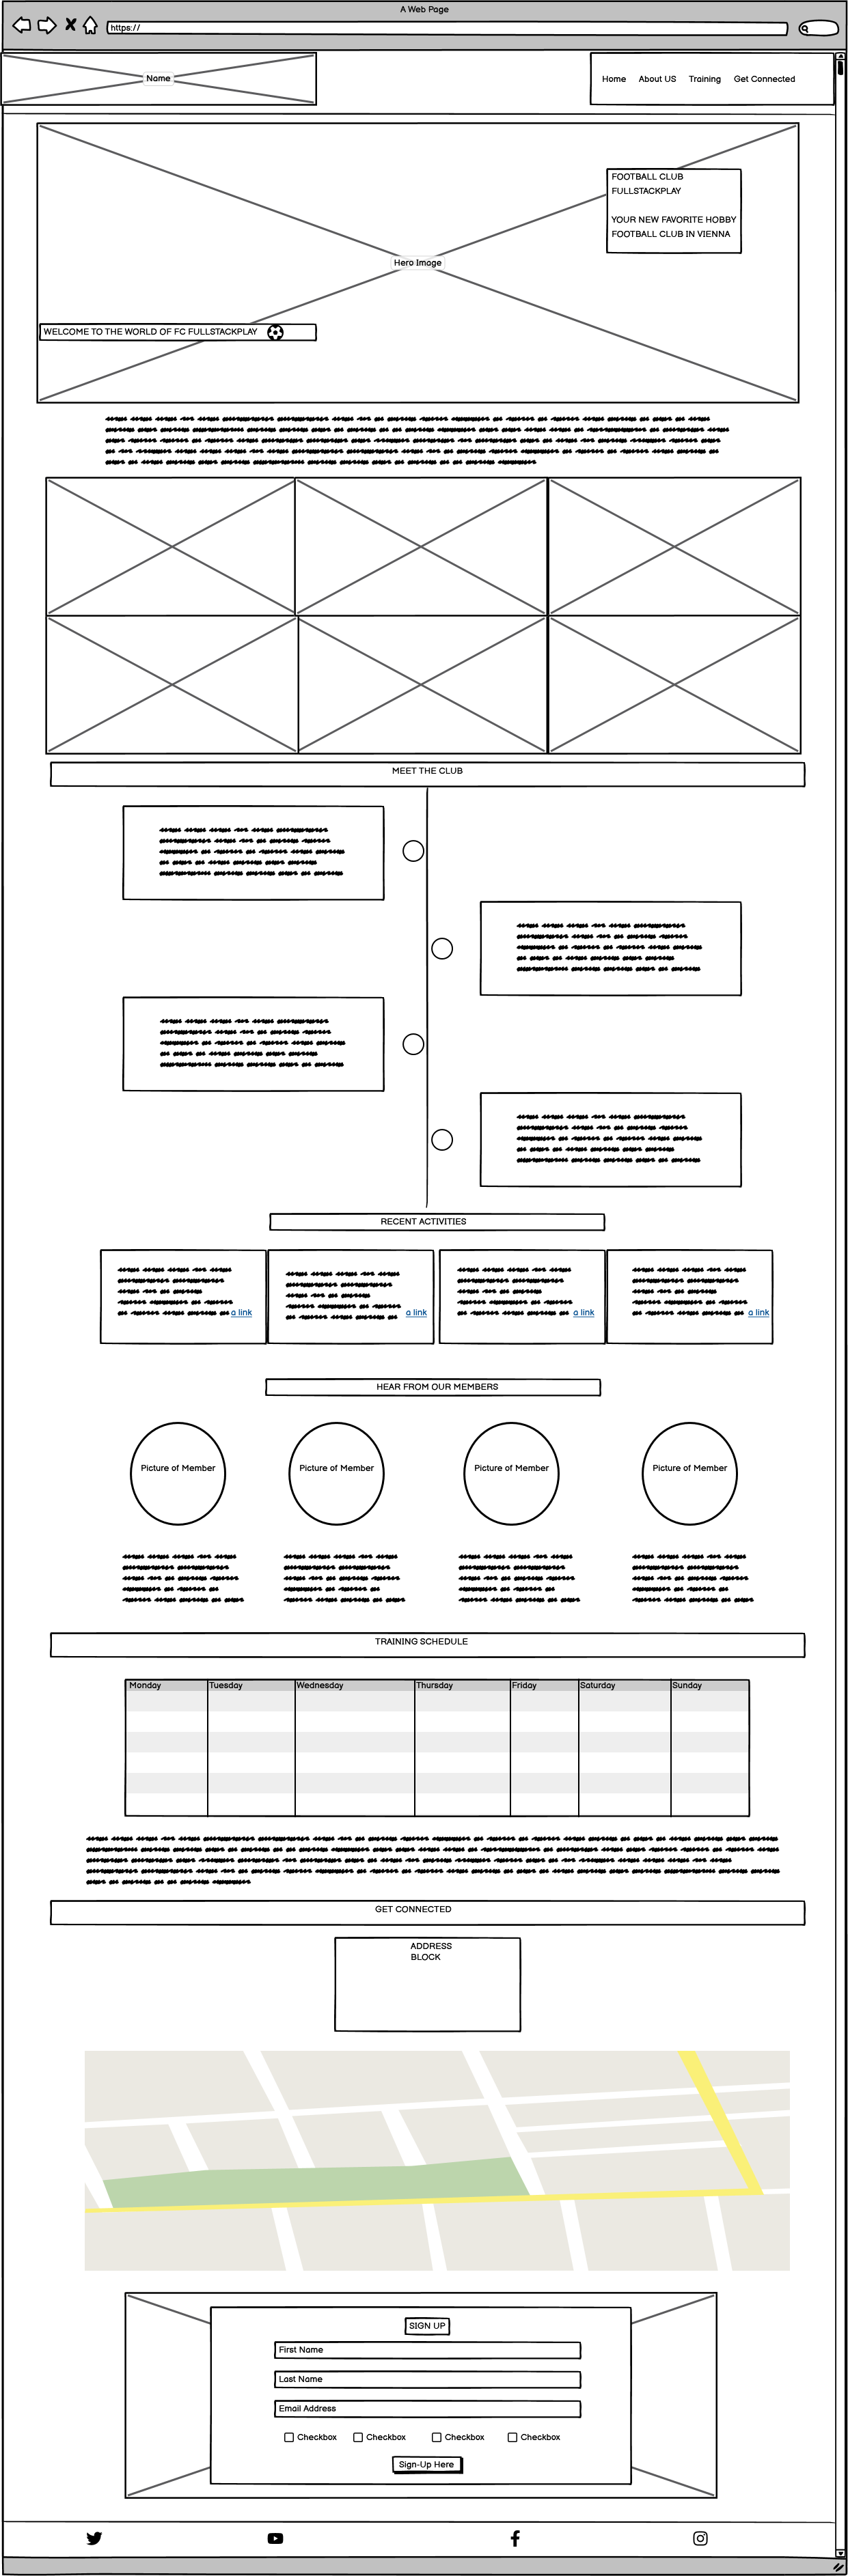 A Web Page
https://
Name
Home About US Training Get Connected
FOOTBALL CLUB
FULLSTACKPLAY
YOUR NEW FAVORITE HOBBY
FOOTBALL CLUB IN VIENNA
Hero Image
WELCOME TO THE WORLD OF FC FULLSTACKPLAY
MEET THE CLUB
RECENT ACTIVITIES
a link a link a link a link
HEAR FROM OUR MEMBERS
Picture of Member Picture of Member Picture of Member Picture of Member
TRAINING SCHEDULE
Monday Tuesday Wednesday Thursday Friday Saturday Sunday
GET CONNECTED
ADDRESS
BLOCK
SIGN UP
First Name
Last Name
Email Address
Checkbox Checkbox Checkbox Checkbox
Sign-Up Here